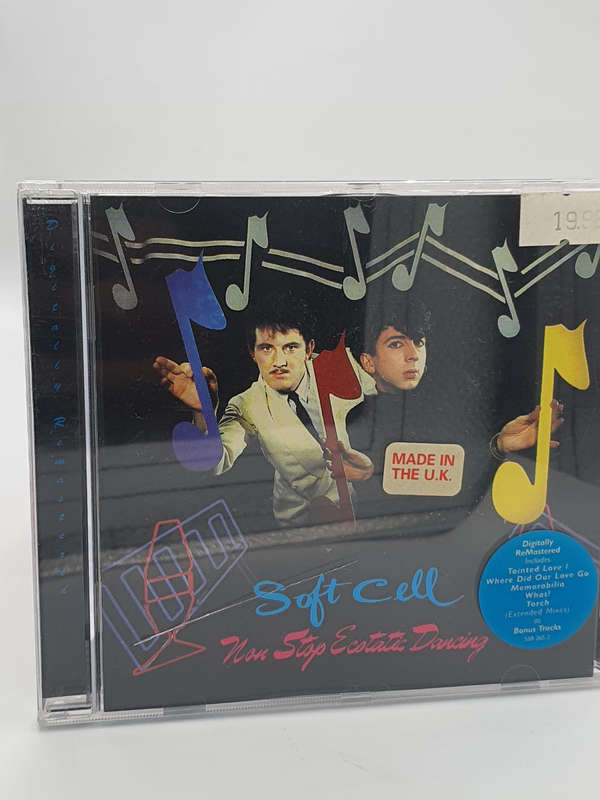 Digitally Remastered
19.9
MADE IN
THE U.K.
Digitally
ReMastered
Includes
Tainted Love /
Where Did Our Love Go
Memorabilia
What!
Torch
(Extended Mixes)
Bonus Tracks
Soft Cell
Non Stop Ecstatic Dancing